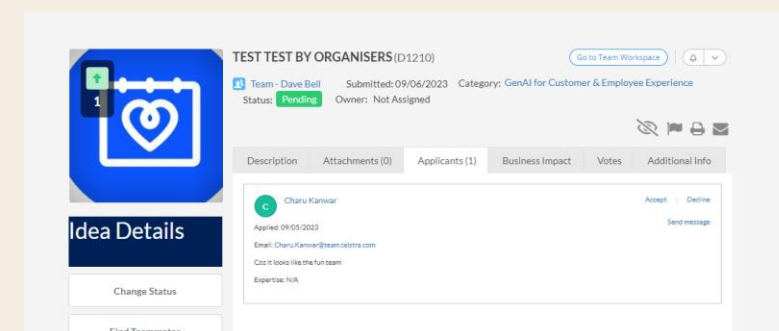 TEST TEST BY ORGANISERS (D1210)
Go to Team Workspace
1
Team - Dave Bell Submitted: 09/06/2023 Category: GenAI for Customer & Employee Experience
Status: Pending Owner: Not Assigned
Description Attachments (0) Applicants (1) Business Impact Votes Additional Info
C Charu Kanwar Accept | Decline
Send message
Applied: 09/05/2023
Email: Charu.Kanwar@team.telstra.com
Coz it looks like the fun team
Expertise: N/A
Idea Details
Change Status
Find Teammates